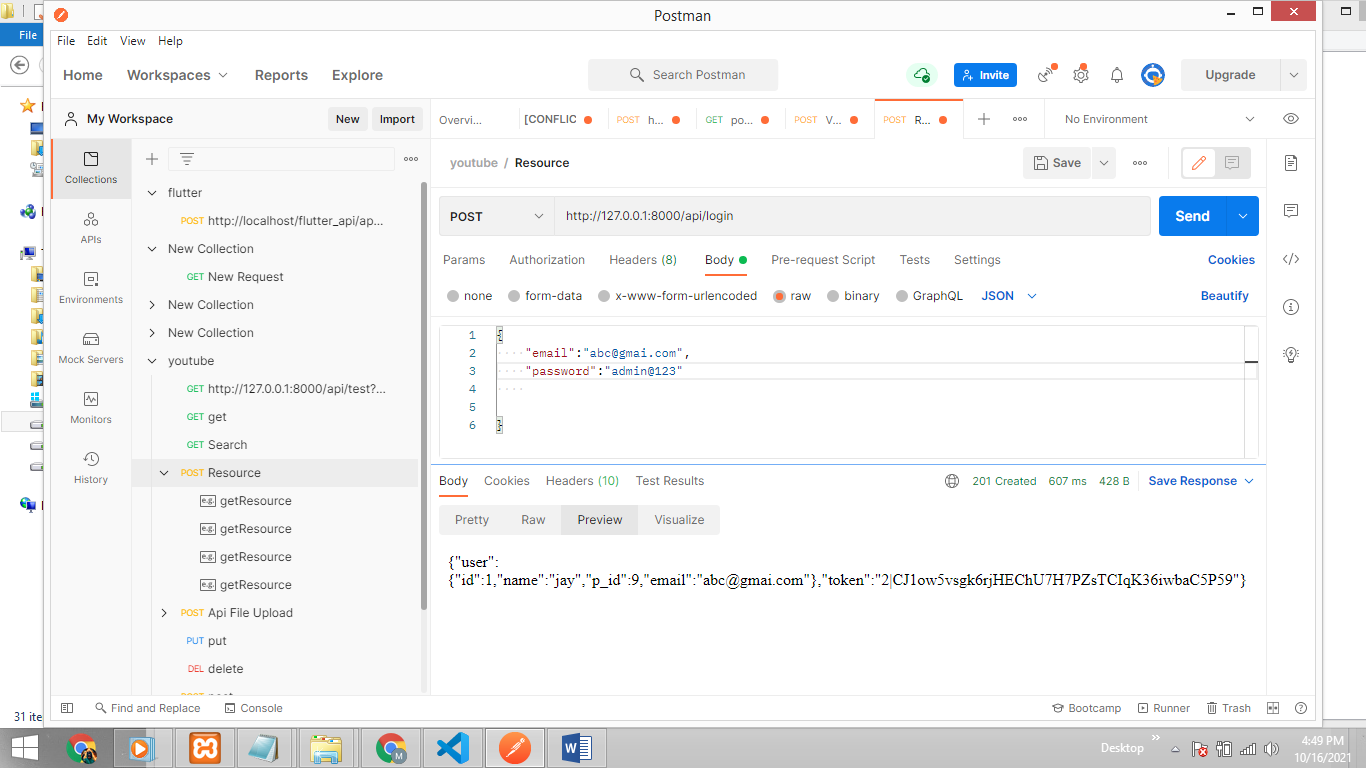 Postman
File
File Edit View Help
Home Workspaces Reports Explore Search Postman Invite Upgrade
My Workspace New Import Overvi... [CONFLIC POST h... GET po... POST V... POST R... No Environment
youtube / Resource Save
Collections
APIs
Environments
Mock Servers
Monitors
History
flutter
POST http://localhost/flutter_api/ap...
New Collection
GET New Request
New Collection
New Collection
youtube
GET http://127.0.0.1:8000/api/test?...
GET get
GET Search
POST Resource
e.g. getResource
e.g. getResource
e.g. getResource
e.g. getResource
POST Api File Upload
PUT put
DEL delete
POST http://127.0.0.1:8000/api/login Send
Params Authorization Headers (8) Body Pre-request Script Tests Settings Cookies
none form-data x-www-form-urlencoded raw binary GraphQL JSON Beautify
1 {
2 "email":"abc@gmai.com",
3 "password":"admin@123"
4
5
6 }
Body Cookies Headers (10) Test Results 201 Created 607 ms 428 B Save Response
Pretty Raw Preview Visualize
{"user":
{"id":1,"name":"jay","p_id":9,"email":"abc@gmai.com"},"token":"2|CJ1ow5vsgk6rjHEChU7H7PZsTCIqK36iwbaC5P59"}
31 ite
Find and Replace Console Bootcamp Runner Trash
Desktop
4:49 PM
10/16/2021